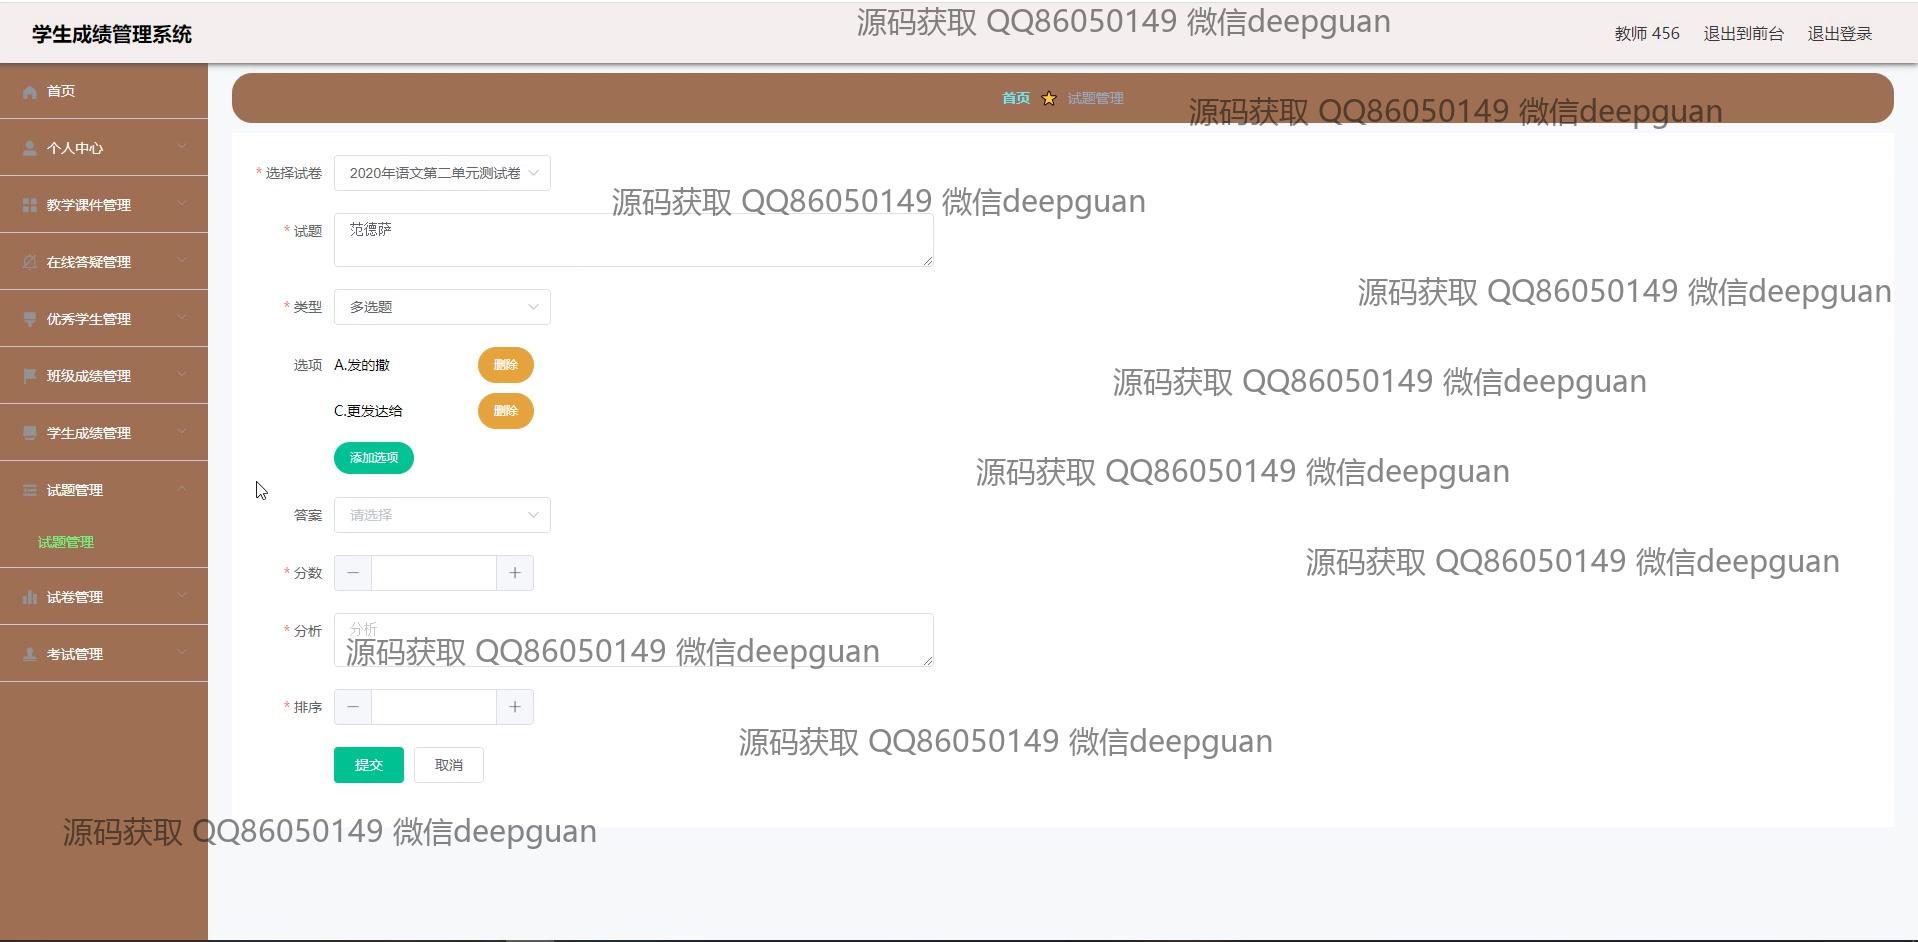 学生成绩管理系统
源码获取 QQ86050149 微信deepguan
教师 456 退出到前台 退出登录
首页
个人中心
教学课件管理
在线答疑管理
优秀学生管理
班级成绩管理
学生成绩管理
试题管理
试题管理
试卷管理
考试管理
首页 试题管理
源码获取 QQ86050149 微信deepguan
* 选择试卷 2020年语文第二单元测试卷
源码获取 QQ86050149 微信deepguan
* 试题 范德萨
源码获取 QQ86050149 微信deepguan
* 类型 多选题
选项 A.发的撒 删除
源码获取 QQ86050149 微信deepguan
C.更发达给 删除
添加选项
源码获取 QQ86050149 微信deepguan
答案 请选择
源码获取 QQ86050149 微信deepguan
* 分数
* 分析 分析
源码获取 QQ86050149 微信deepguan
* 排序
源码获取 QQ86050149 微信deepguan
提交 取消
源码获取 QQ86050149 微信deepguan